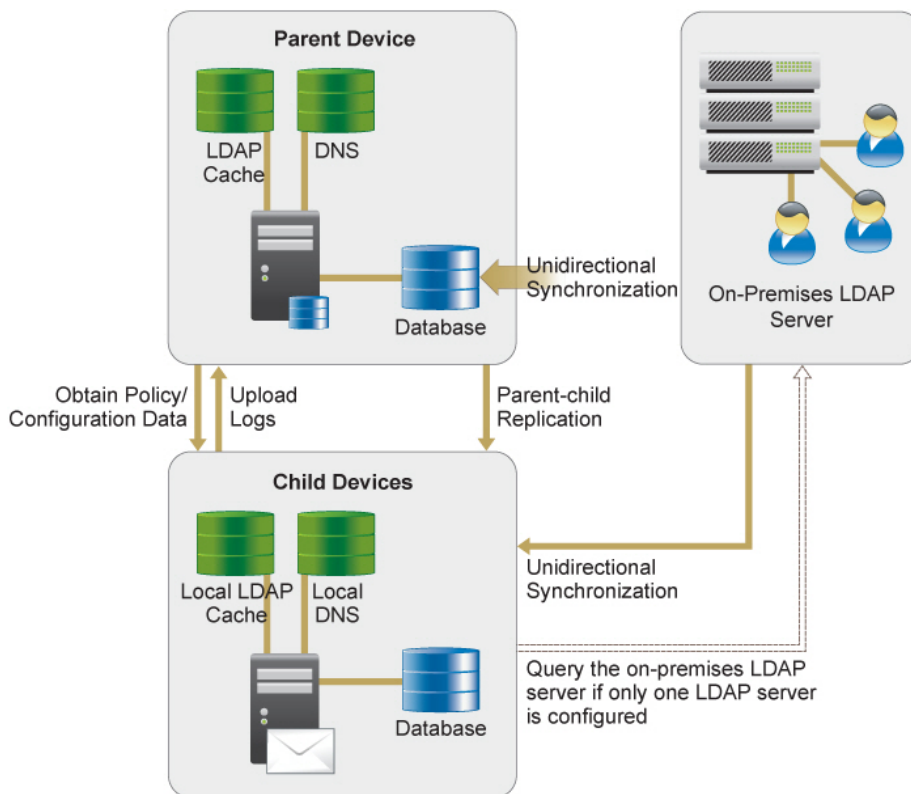 Parent Device
LDAP
Cache
DNS
Database
Unidirectional
Synchronization
On-Premises LDAP
Server
Obtain Policy/
Configuration Data
Upload
Logs
Parent-child
Replication
Child Devices
Local LDAP
Cache
Local
DNS
Database
Unidirectional
Synchronization
Query the on-premises LDAP
server if only one LDAP server
is configured